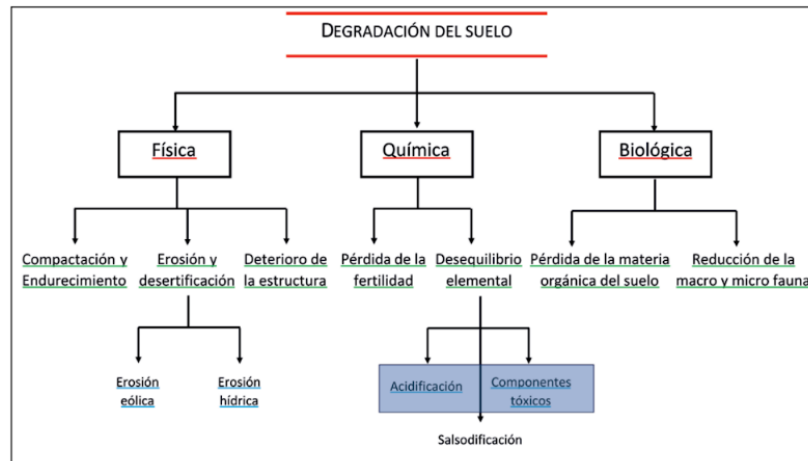 DEGRADACIÓN DEL SUELO
Física
Química
Biológica
Compactación y
Endurecimiento
Erosión y
desertificación
Deterioro de
la estructura
Pérdida de la
fertilidad
Desequilibrio
elemental
Pérdida de la materia
orgánica del suelo
Reducción de la
macro y micro fauna
Erosión
eólica
Erosión
hídrica
Acidificación
Componentes
tóxicos
Salsodificación